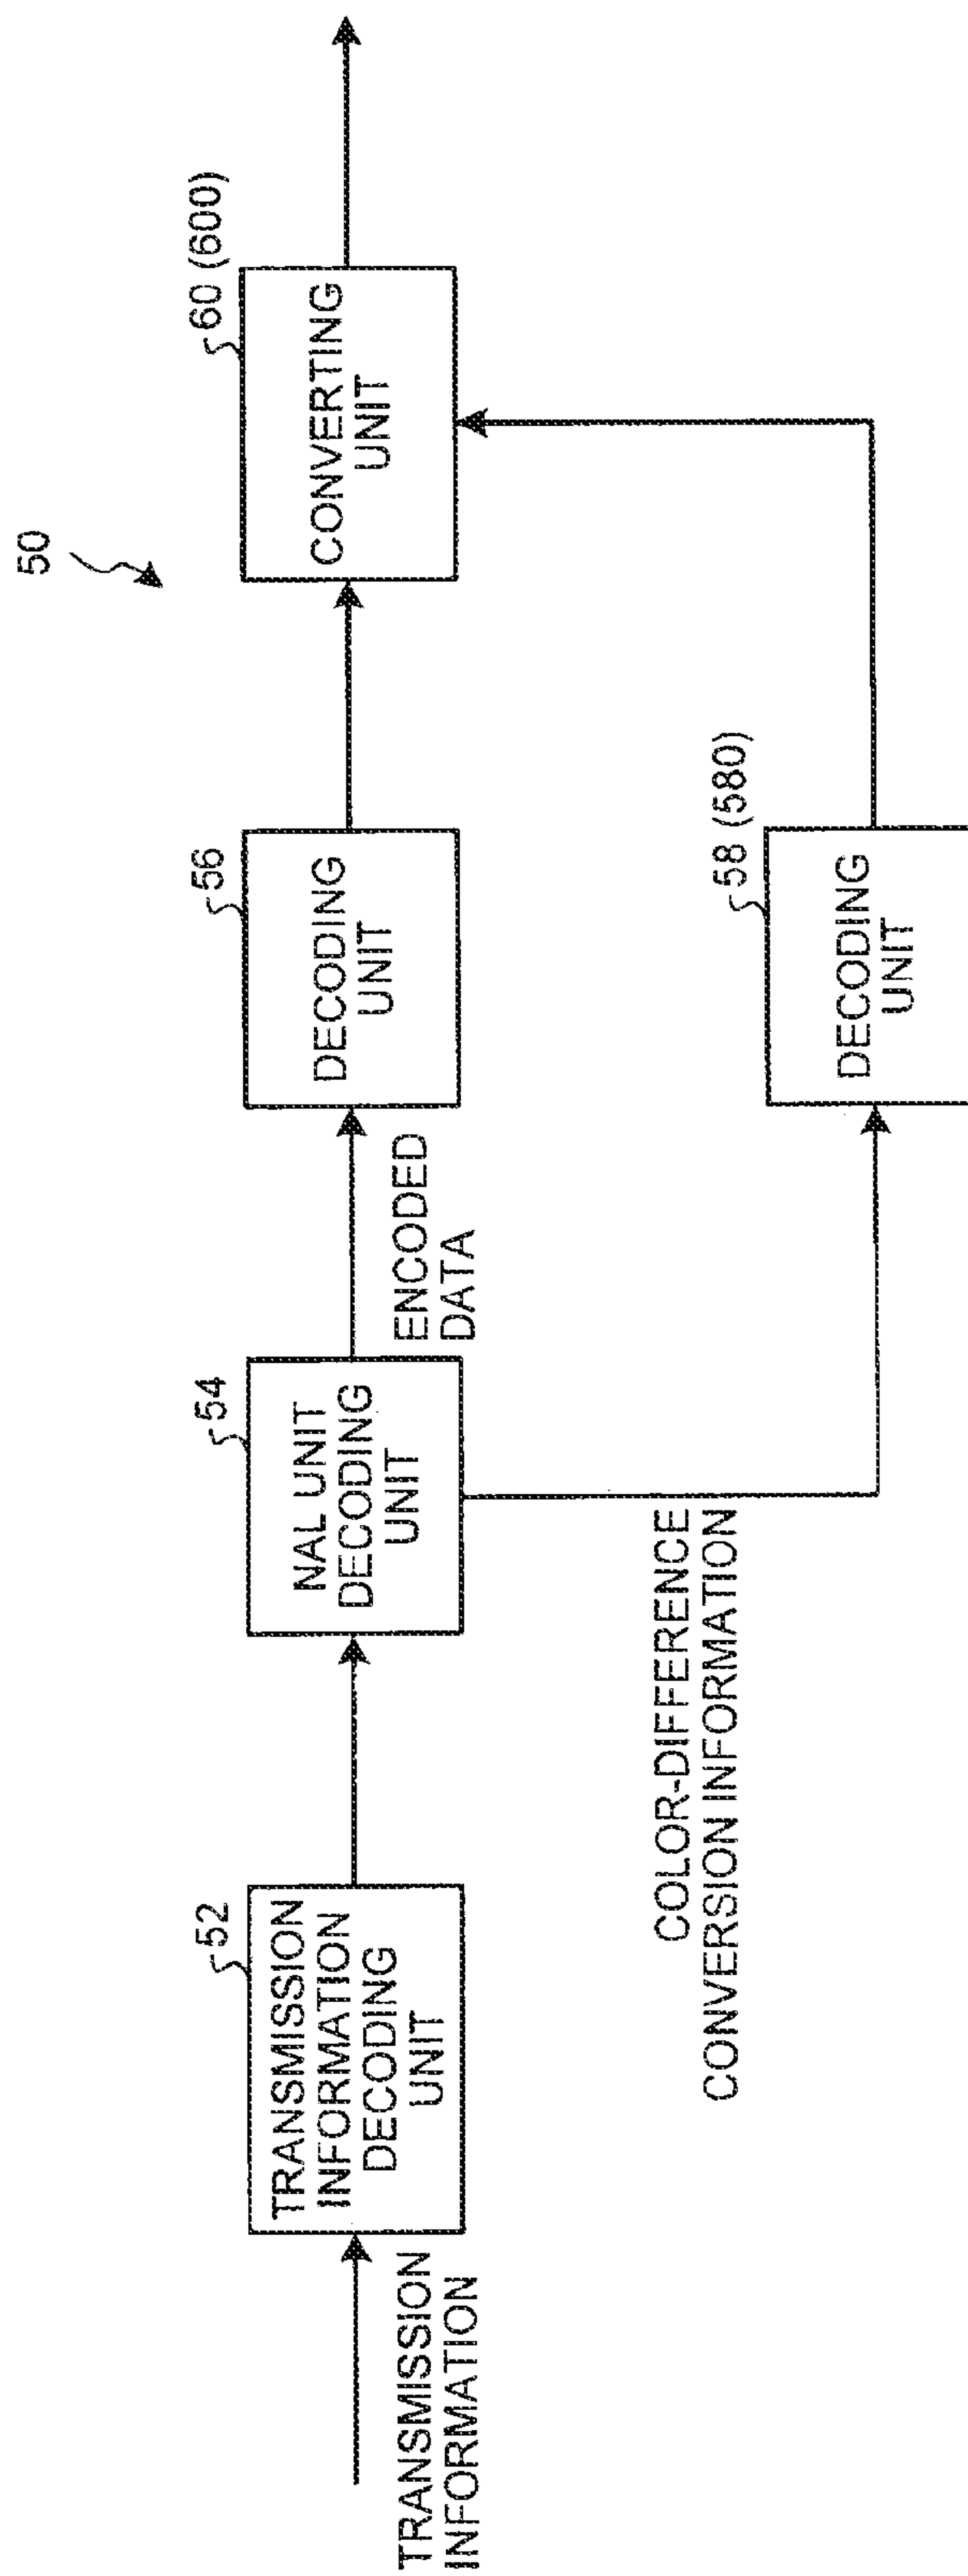 50
TRANSMISSION
INFORMATION
52
TRANSMISSION
INFORMATION
DECODING
UNIT
54
NAL UNIT
DECODING
UNIT
ENCODED
DATA
56
DECODING
UNIT
60 (600)
CONVERTING
UNIT
COLOR-DIFFERENCE
CONVERSION INFORMATION
58 (580)
DECODING
UNIT